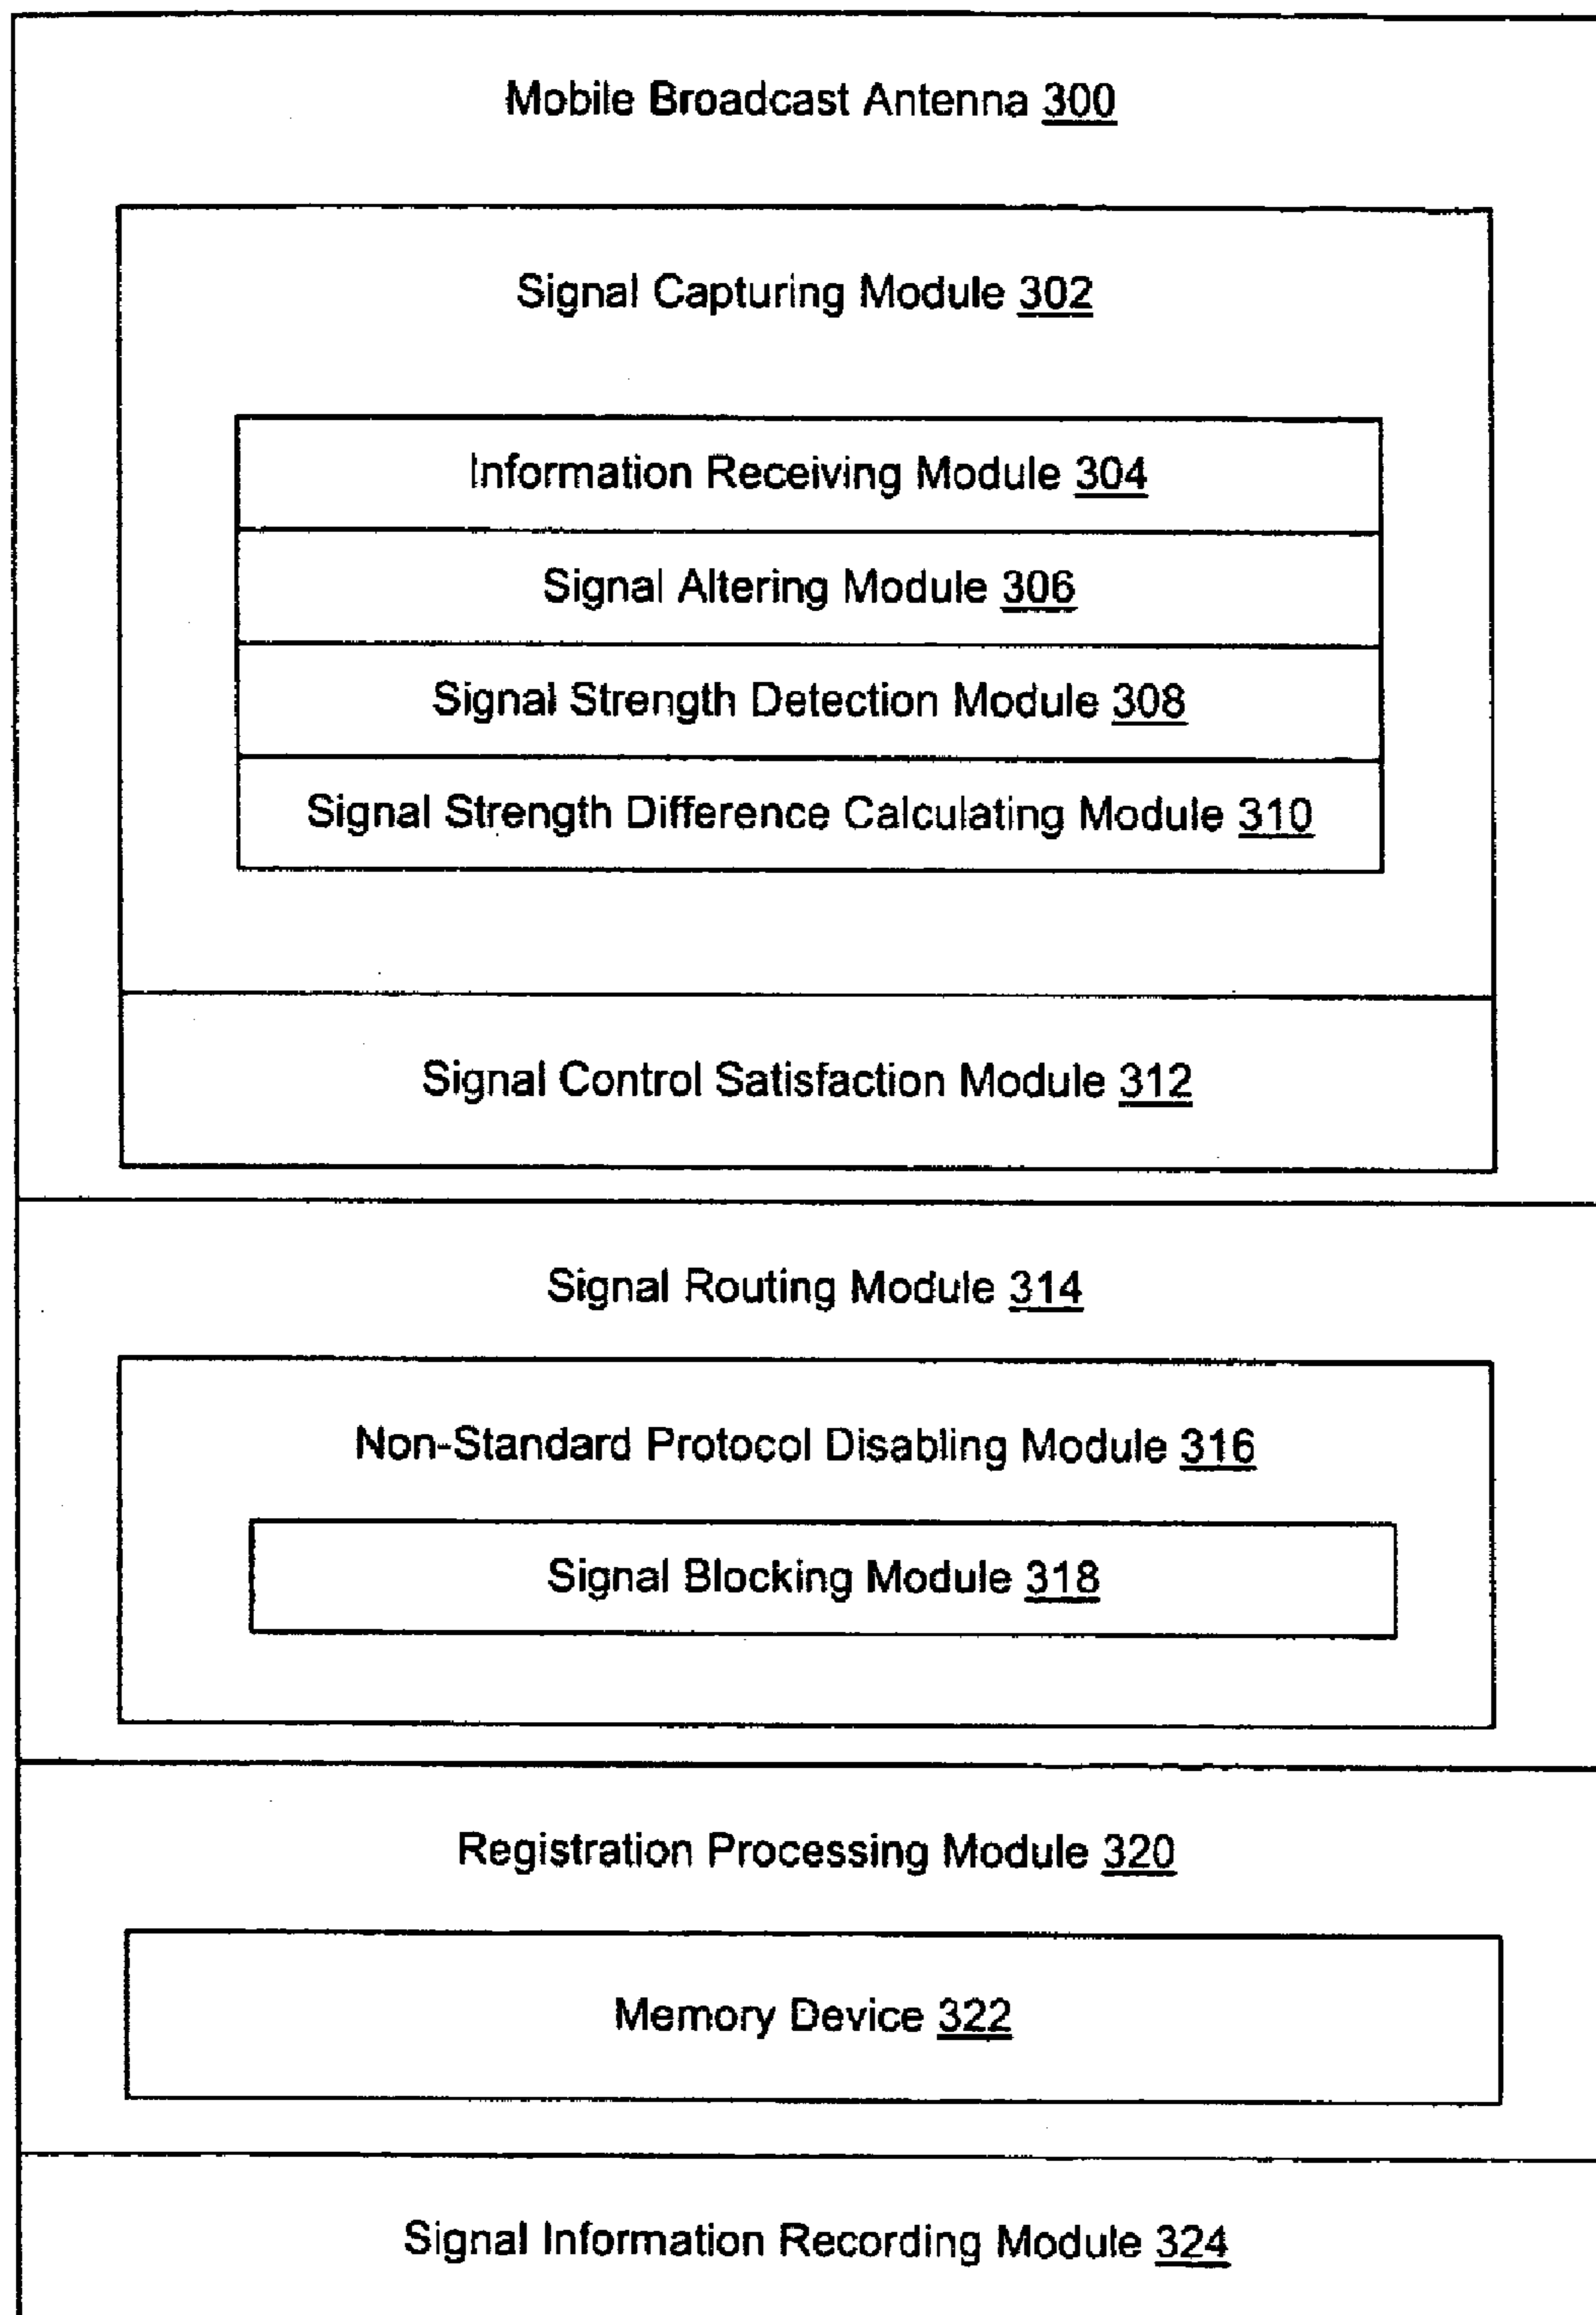 Mobile Broadcast Antenna 300
Signal Capturing Module 302
Information Receiving Module 304
Signal Altering Module 306
Signal Strength Detection Module 308
Signal Strength Difference Calculating Module 310
Signal Control Satisfaction Module 312
Signal Routing Module 314
Non-Standard Protocol Disabling Module 316
Signal Blocking Module 318
Registration Processing Module 320
Memory Device 322
Signal Information Recording Module 324